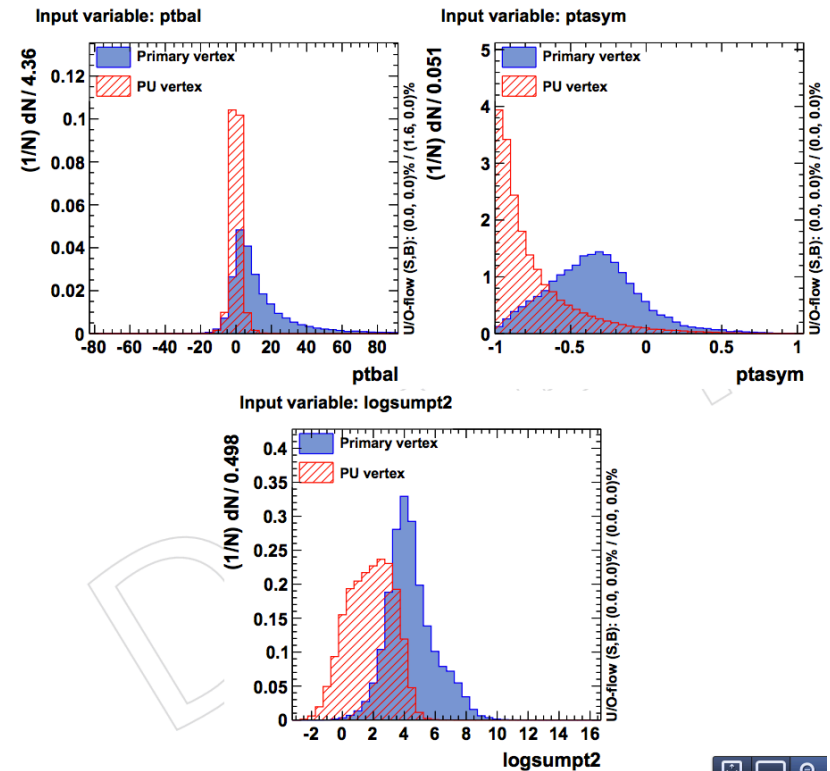 Input variable: ptbal
(1/N) dN/ 4.36
0.12
0.1
0.08
0.06
0.04
0.02
0
Primary vertex
PU vertex
-80 -60 -40 -20 0 20 40 60 80
ptbal
U/O-flow (S,B): (0.0, 0.0)% / (1.6, 0.0)%
Input variable: ptasym
(1/N) dN/ 0.051
5
4
3
2
1
0
Primary vertex
PU vertex
-1 -0.5 0 0.5 1
ptasym
U/O-flow (S,B): (0.0, 0.0)% / (0.0, 0.0)%
Input variable: logsumpt2
(1/N) dN/ 0.498
0.4
0.35
0.3
0.25
0.2
0.15
0.1
0.05
0
Primary vertex
PU vertex
-2 0 2 4 6 8 10 12 14 16
logsumpt2
U/O-flow (S,B): (0.0, 0.0)% / (0.0, 0.0)%